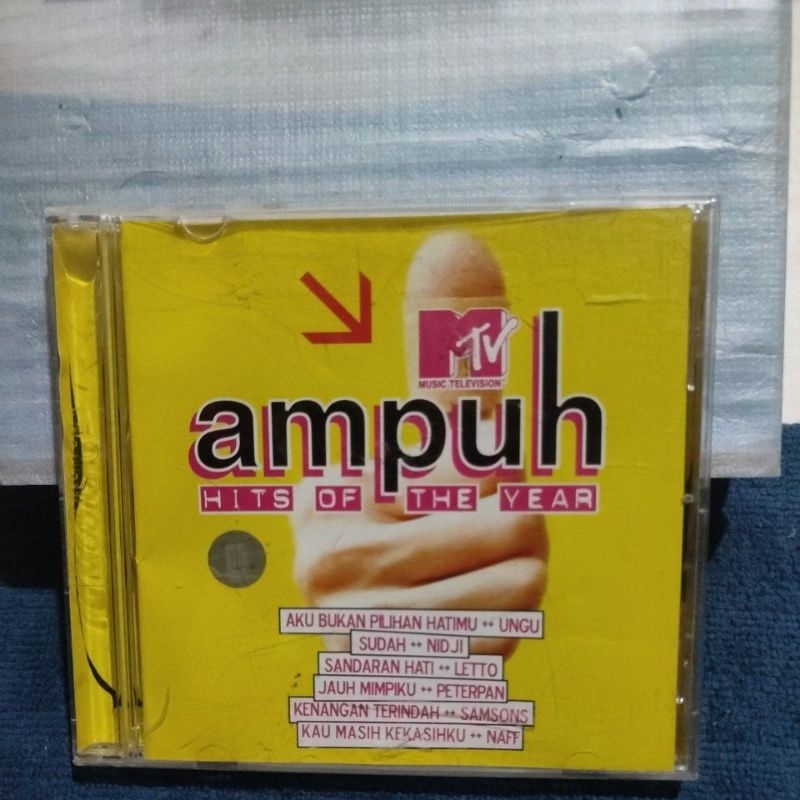 MTV
MUSIC TELEVISION
ampuh
HITS OF THE YEAR
AKU BUKAN PILIHAN HATIMU ↔ UNGU
SUDAH ↔ NIDJI
SANDARAN HATI ↔ LETTO
JAUH MIMPIKU ↔ PETERPAN
KENANGAN TERINDAH ↔ SAMSONS
KAU MASIH KEKASIHKU ↔ NAFF